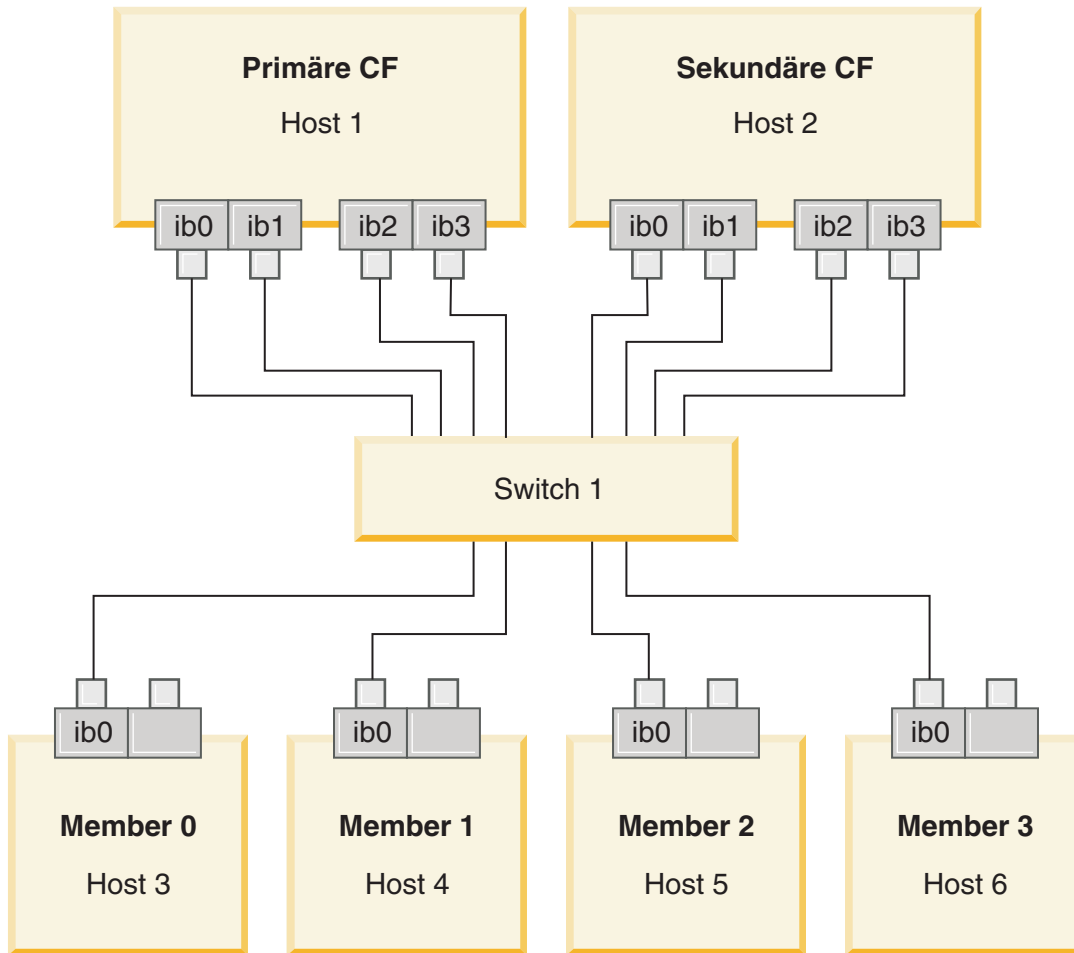 Primäre CF
Host 1
ib0 ib1 ib2 ib3
Sekundäre CF
Host 2
ib0 ib1 ib2 ib3
Switch 1
ib0
Member 0
Host 3
ib0
Member 1
Host 4
ib0
Member 2
Host 5
ib0
Member 3
Host 6